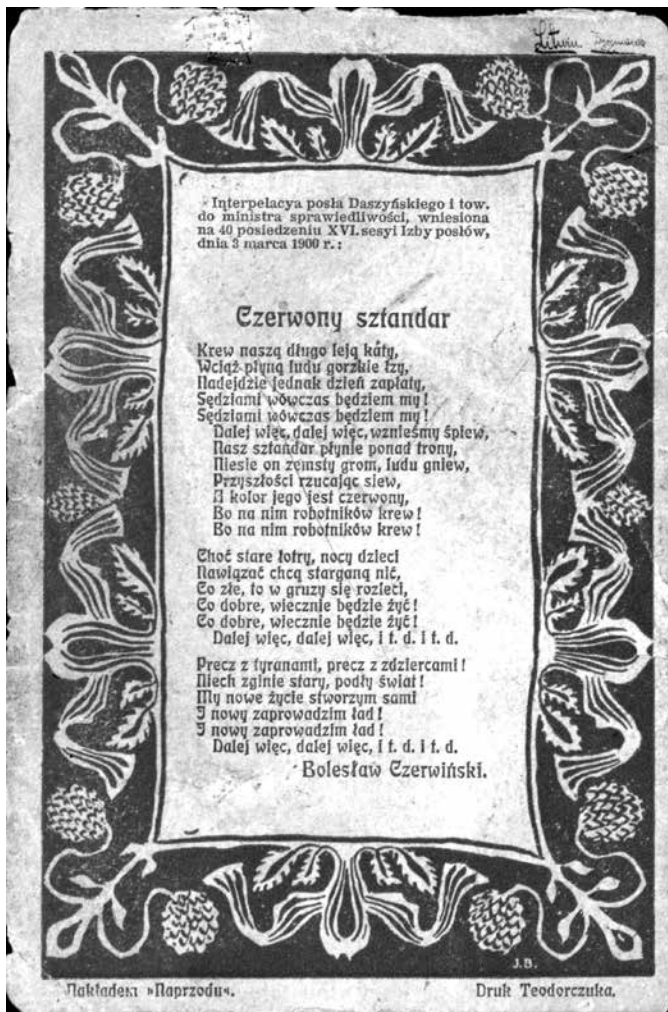 Litwin
Interpelacya posła Daszyńskiego i tow.
do ministra sprawiedliwości, wniesiona
na 40 posiedzeniu XVI. sesyi Izby posłów,
dnia 3 marca 1900 r.:
Czerwony sztandar
Krew naszą długo leją katy,
Wciąż płyną ludu gorzkie łzy,
Nadejdzie jednak dzień zapłaty,
Sędziami wówczas będziem my!
Sędziami wówczas będziem my!
Dalej więc, dalej więc, wznieśmy śpiew,
Nasz sztandar płynie ponad trony,
Niesie on zemsty grom, ludu gniew,
Przyszłości rzucając siew,
A kolor jego jest czerwony,
Bo na nim robotników krew!
Bo na nim robotników krew!
Choć stare łotry, nocy dzieci
Nawiązać chcą starganą nić,
Co złe, to w gruzy się rozleci,
Co dobre, wiecznie będzie żyć!
Co dobre, wiecznie będzie żyć!
Dalej więc, dalej więc, i t. d. i t. d.
Precz z tyranami, precz z zdziercami!
Niech zginie stary, podły świat!
My nowe życie stworzym sami
I nowy zaprowadzim ład!
I nowy zaprowadzim ład!
Dalej więc, dalej więc, i t. d. i t. d.
Bolesław Czerwiński.
J.B.
Nakładem »Naprzodu«.
Druk Teodorczuka.